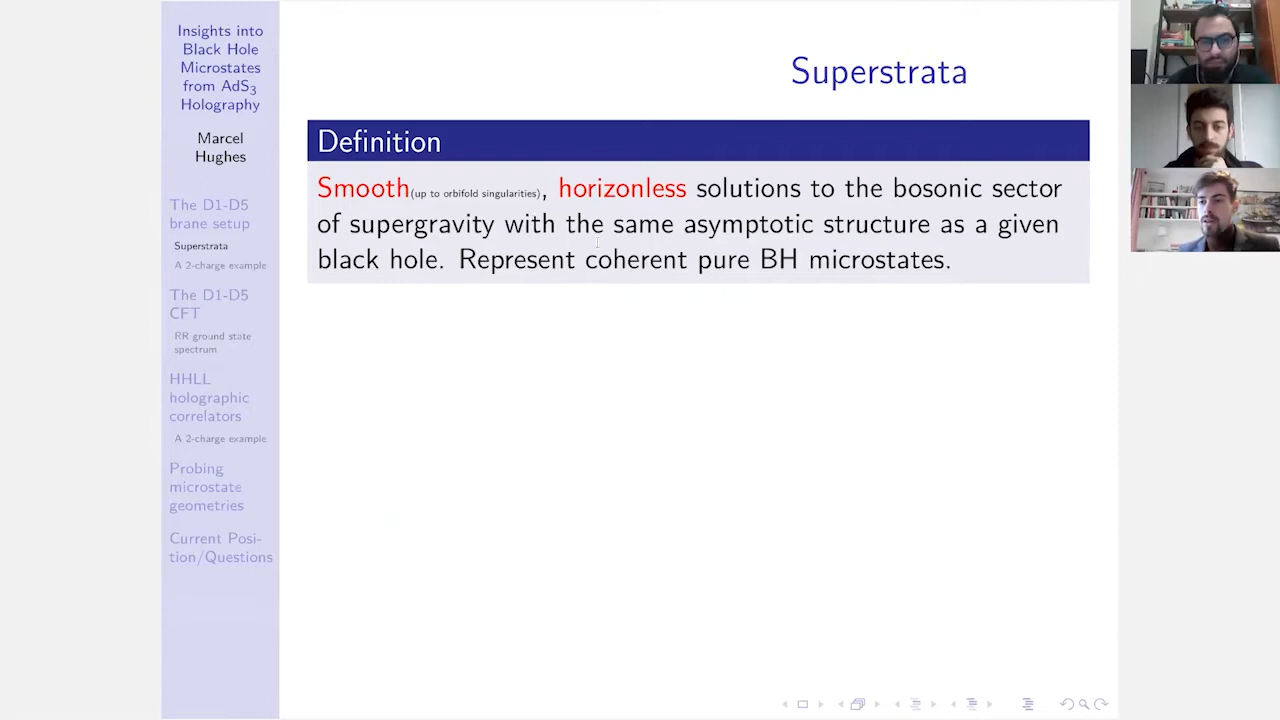 Insights into
Black Hole
Microstates
from AdS₃
Holography
Marcel
Hughes
The D1-D5
brane setup
Superstrata
A 2-charge example
The D1-D5
CFT
RR ground state
spectrum
HHLL
holographic
correlators
A 2-charge example
Probing
microstate
geometries
Current Posi-
tion/Questions
Superstrata
Definition
Smooth(up to orbifold singularities), horizonless solutions to the bosonic sector
of supergravity with the same asymptotic structure as a given
black hole. Represent coherent pure BH microstates.